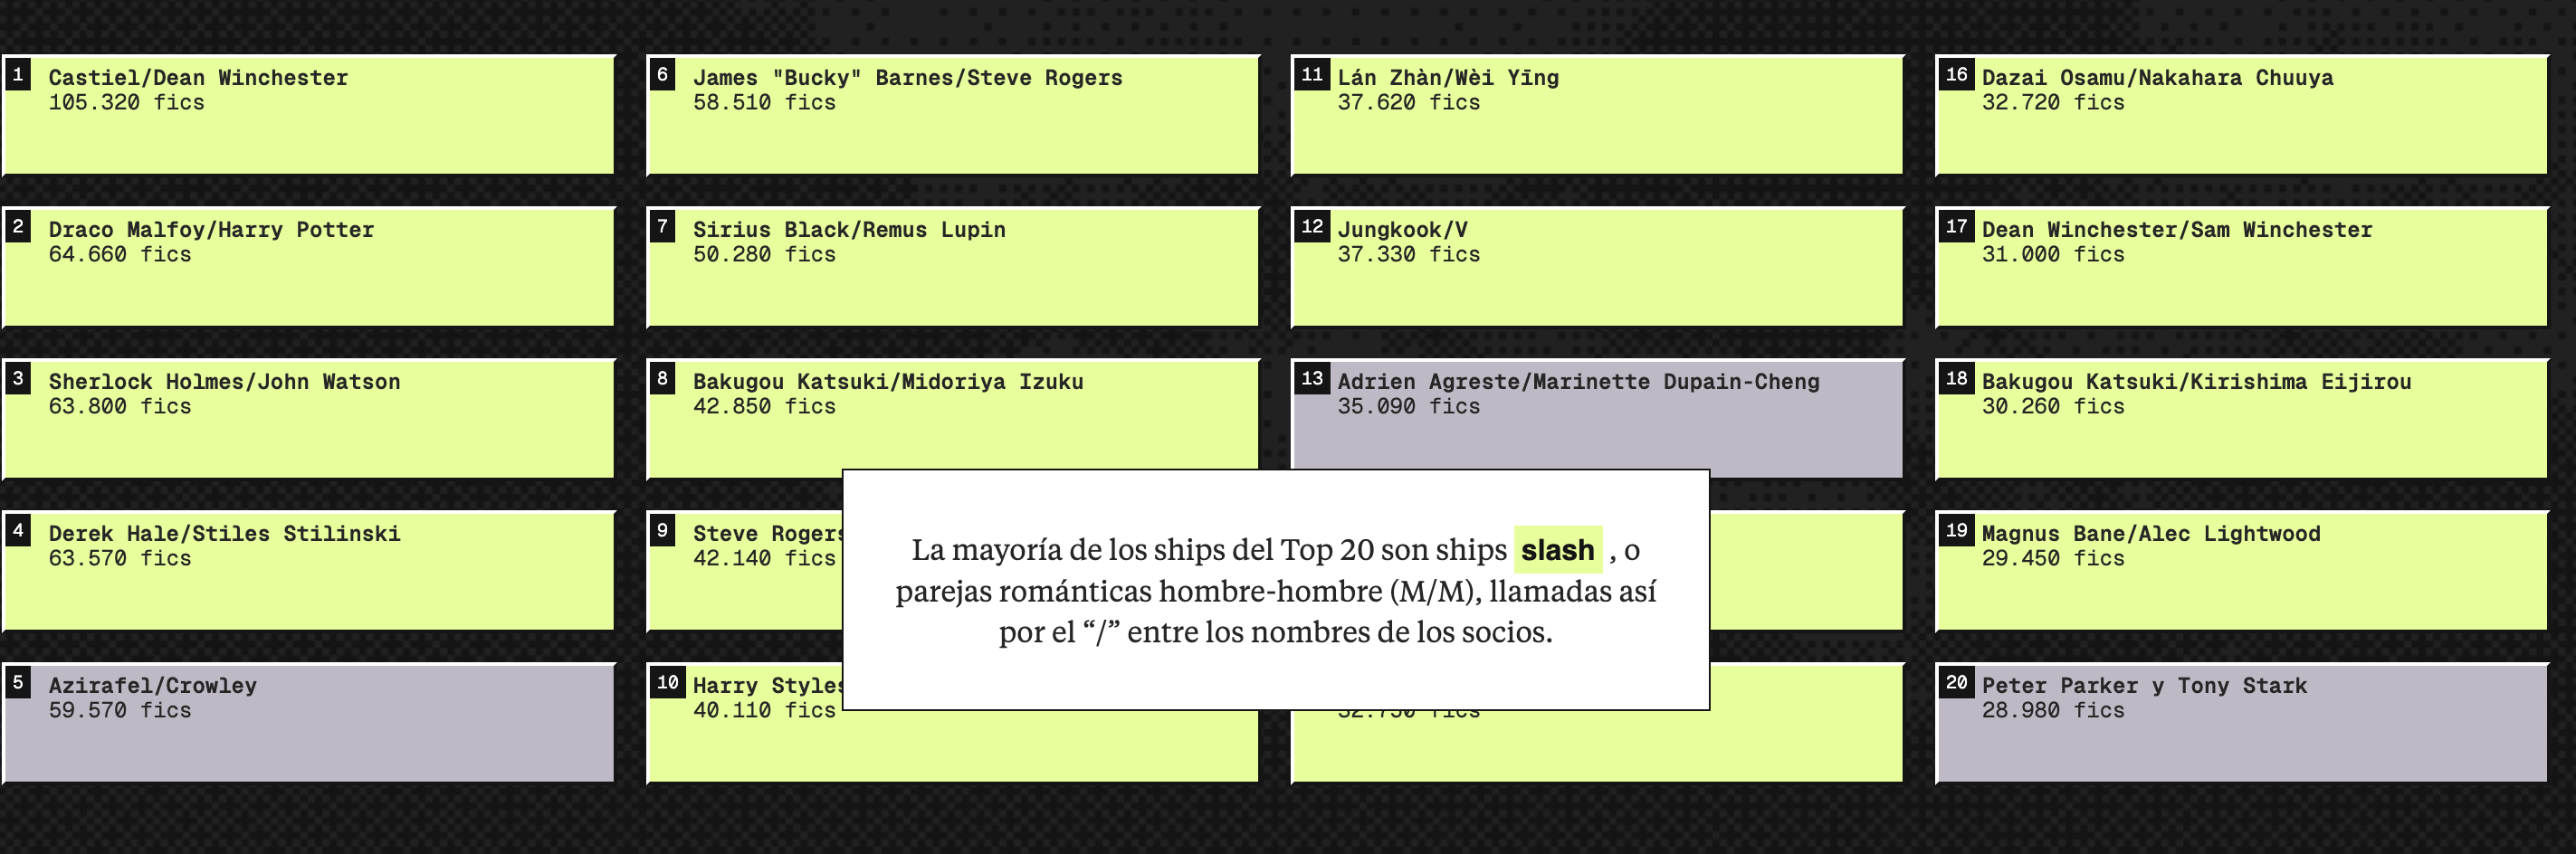 1
Castiel/Dean Winchester
105.320 fics
2
Draco Malfoy/Harry Potter
64.660 fics
3
Sherlock Holmes/John Watson
63.800 fics
4
Derek Hale/Stiles Stilinski
63.570 fics
5
Azirafel/Crowley
59.570 fics
6
James "Bucky" Barnes/Steve Rogers
58.510 fics
7
Sirius Black/Remus Lupin
50.280 fics
8
Bakugou Katsuki/Midoriya Izuku
42.850 fics
9
Steve Rogers
42.140 fics
10
Harry Styles
40.110 fics
11
Lán Zhàn/Wèi Yīng
37.620 fics
12
Jungkook/V
37.330 fics
13
Adrien Agreste/Marinette Dupain-Cheng
35.090 fics
fics
16
Dazai Osamu/Nakahara Chuuya
32.720 fics
17
Dean Winchester/Sam Winchester
31.000 fics
18
Bakugou Katsuki/Kirishima Eijirou
30.260 fics
19
Magnus Bane/Alec Lightwood
29.450 fics
20
Peter Parker y Tony Stark
28.980 fics
La mayoría de los ships del Top 20 son ships slash , o
parejas románticas hombre-hombre (M/M), llamadas así
por el “/” entre los nombres de los socios.